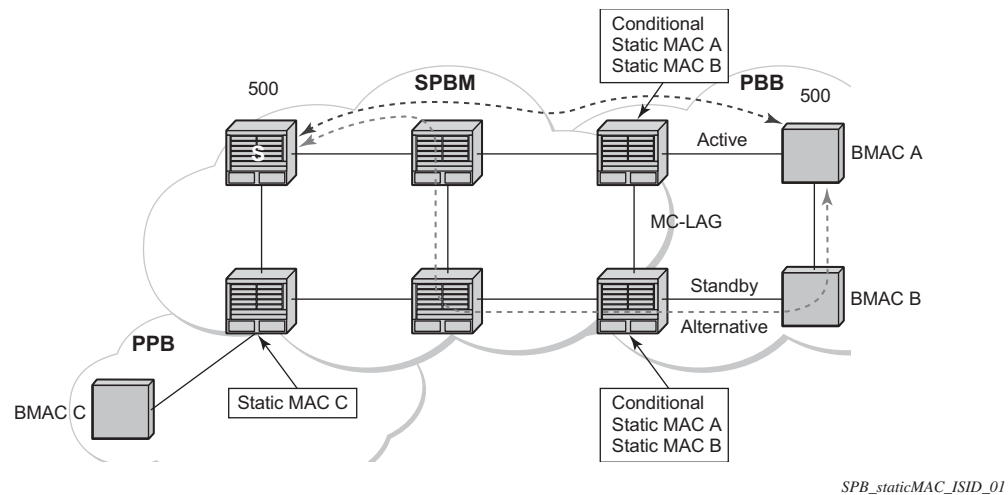 Conditional
Static MAC A
Static MAC B
500
SPBM
PBB
500
S
Active
BMAC A
MC-LAG
Standby
BMAC B
Alternative
PPB
BMAC C
Static MAC C
Conditional
Static MAC A
Static MAC B
SPB_staticMAC_ISID_01